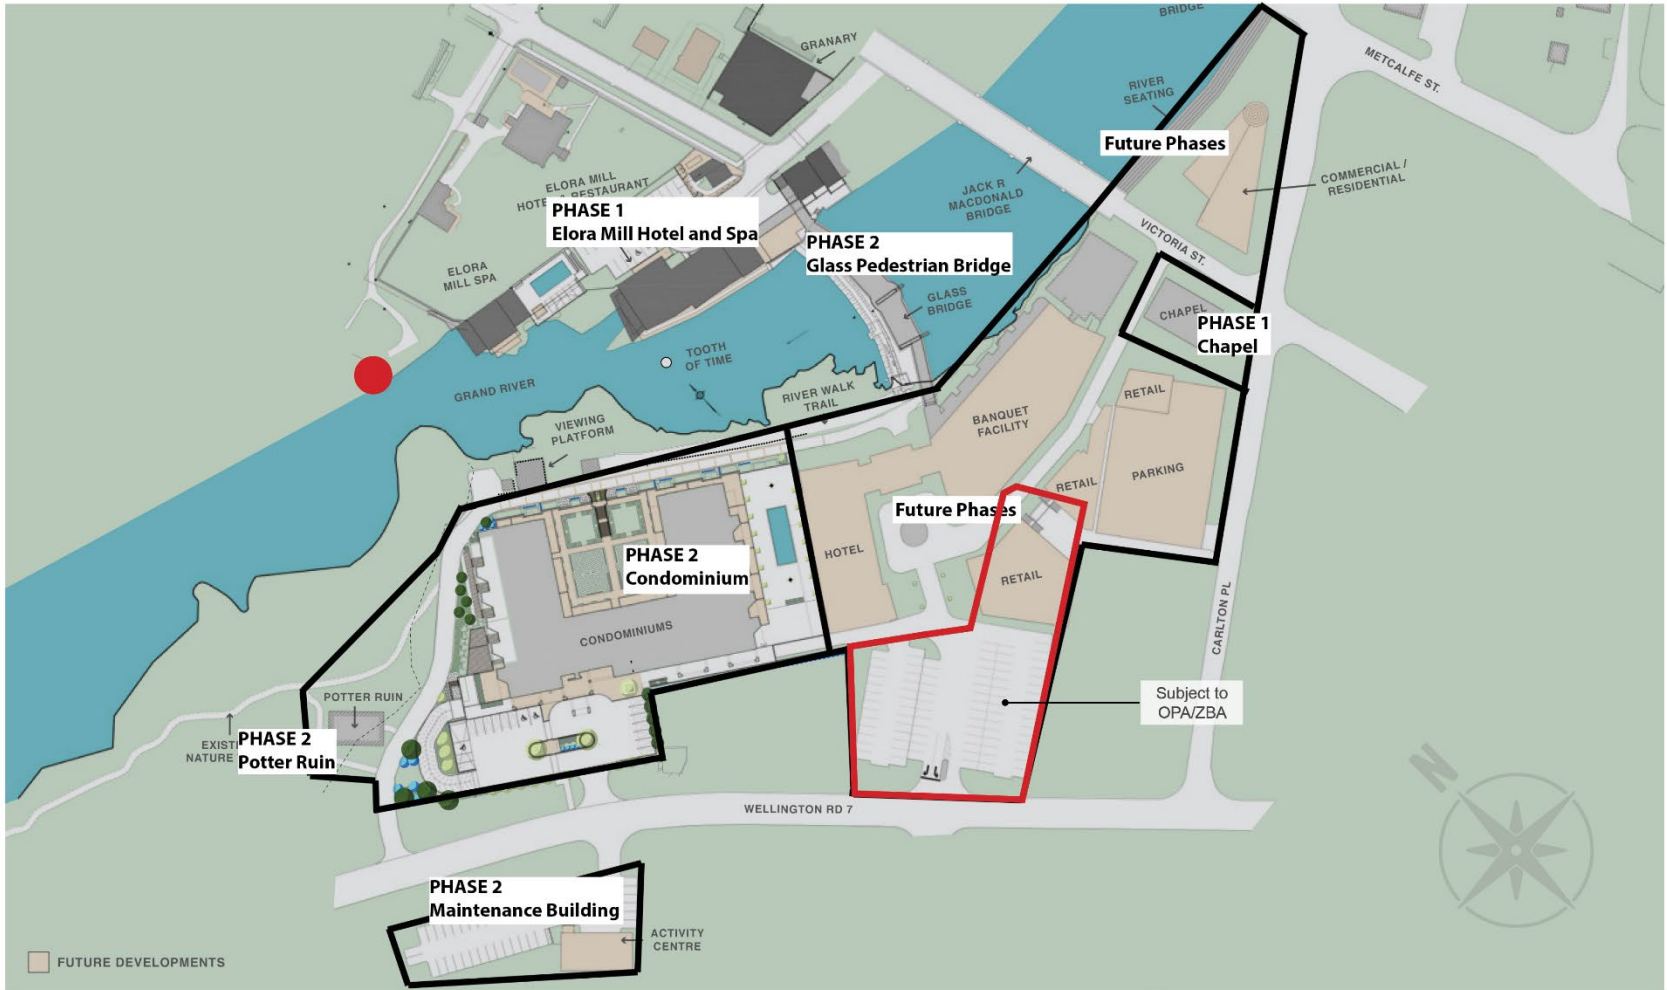 BRIDGE
GRANARY
METCALFE ST.
RIVER
SEATING
Future Phases
COMMERCIAL /
RESIDENTIAL
ELORA MILL
HOTEL & RESTAURANT
PHASE 1
Elora Mill Hotel and Spa
JACK R
MACDONALD
BRIDGE
VICTORIA ST.
PHASE 2
Glass Pedestrian Bridge
ELORA
MILL SPA
GLASS
BRIDGE
CHAPEL
PHASE 1
Chapel
TOOTH
OF TIME
GRAND RIVER
RIVER WALK
TRAIL
VIEWING
PLATFORM
BANQUET
FACILITY
RETAIL
PARKING
RETAIL
Future Phases
HOTEL
PHASE 2
Condominium
RETAIL
CONDOMINIUMS
CARLTON PL
POTTER RUIN
Subject to
OPA/ZBA
EXISTI
NATURE
PHASE 2
Potter Ruin
N
WELLINGTON RD 7
PHASE 2
Maintenance Building
ACTIVITY
CENTRE
FUTURE DEVELOPMENTS